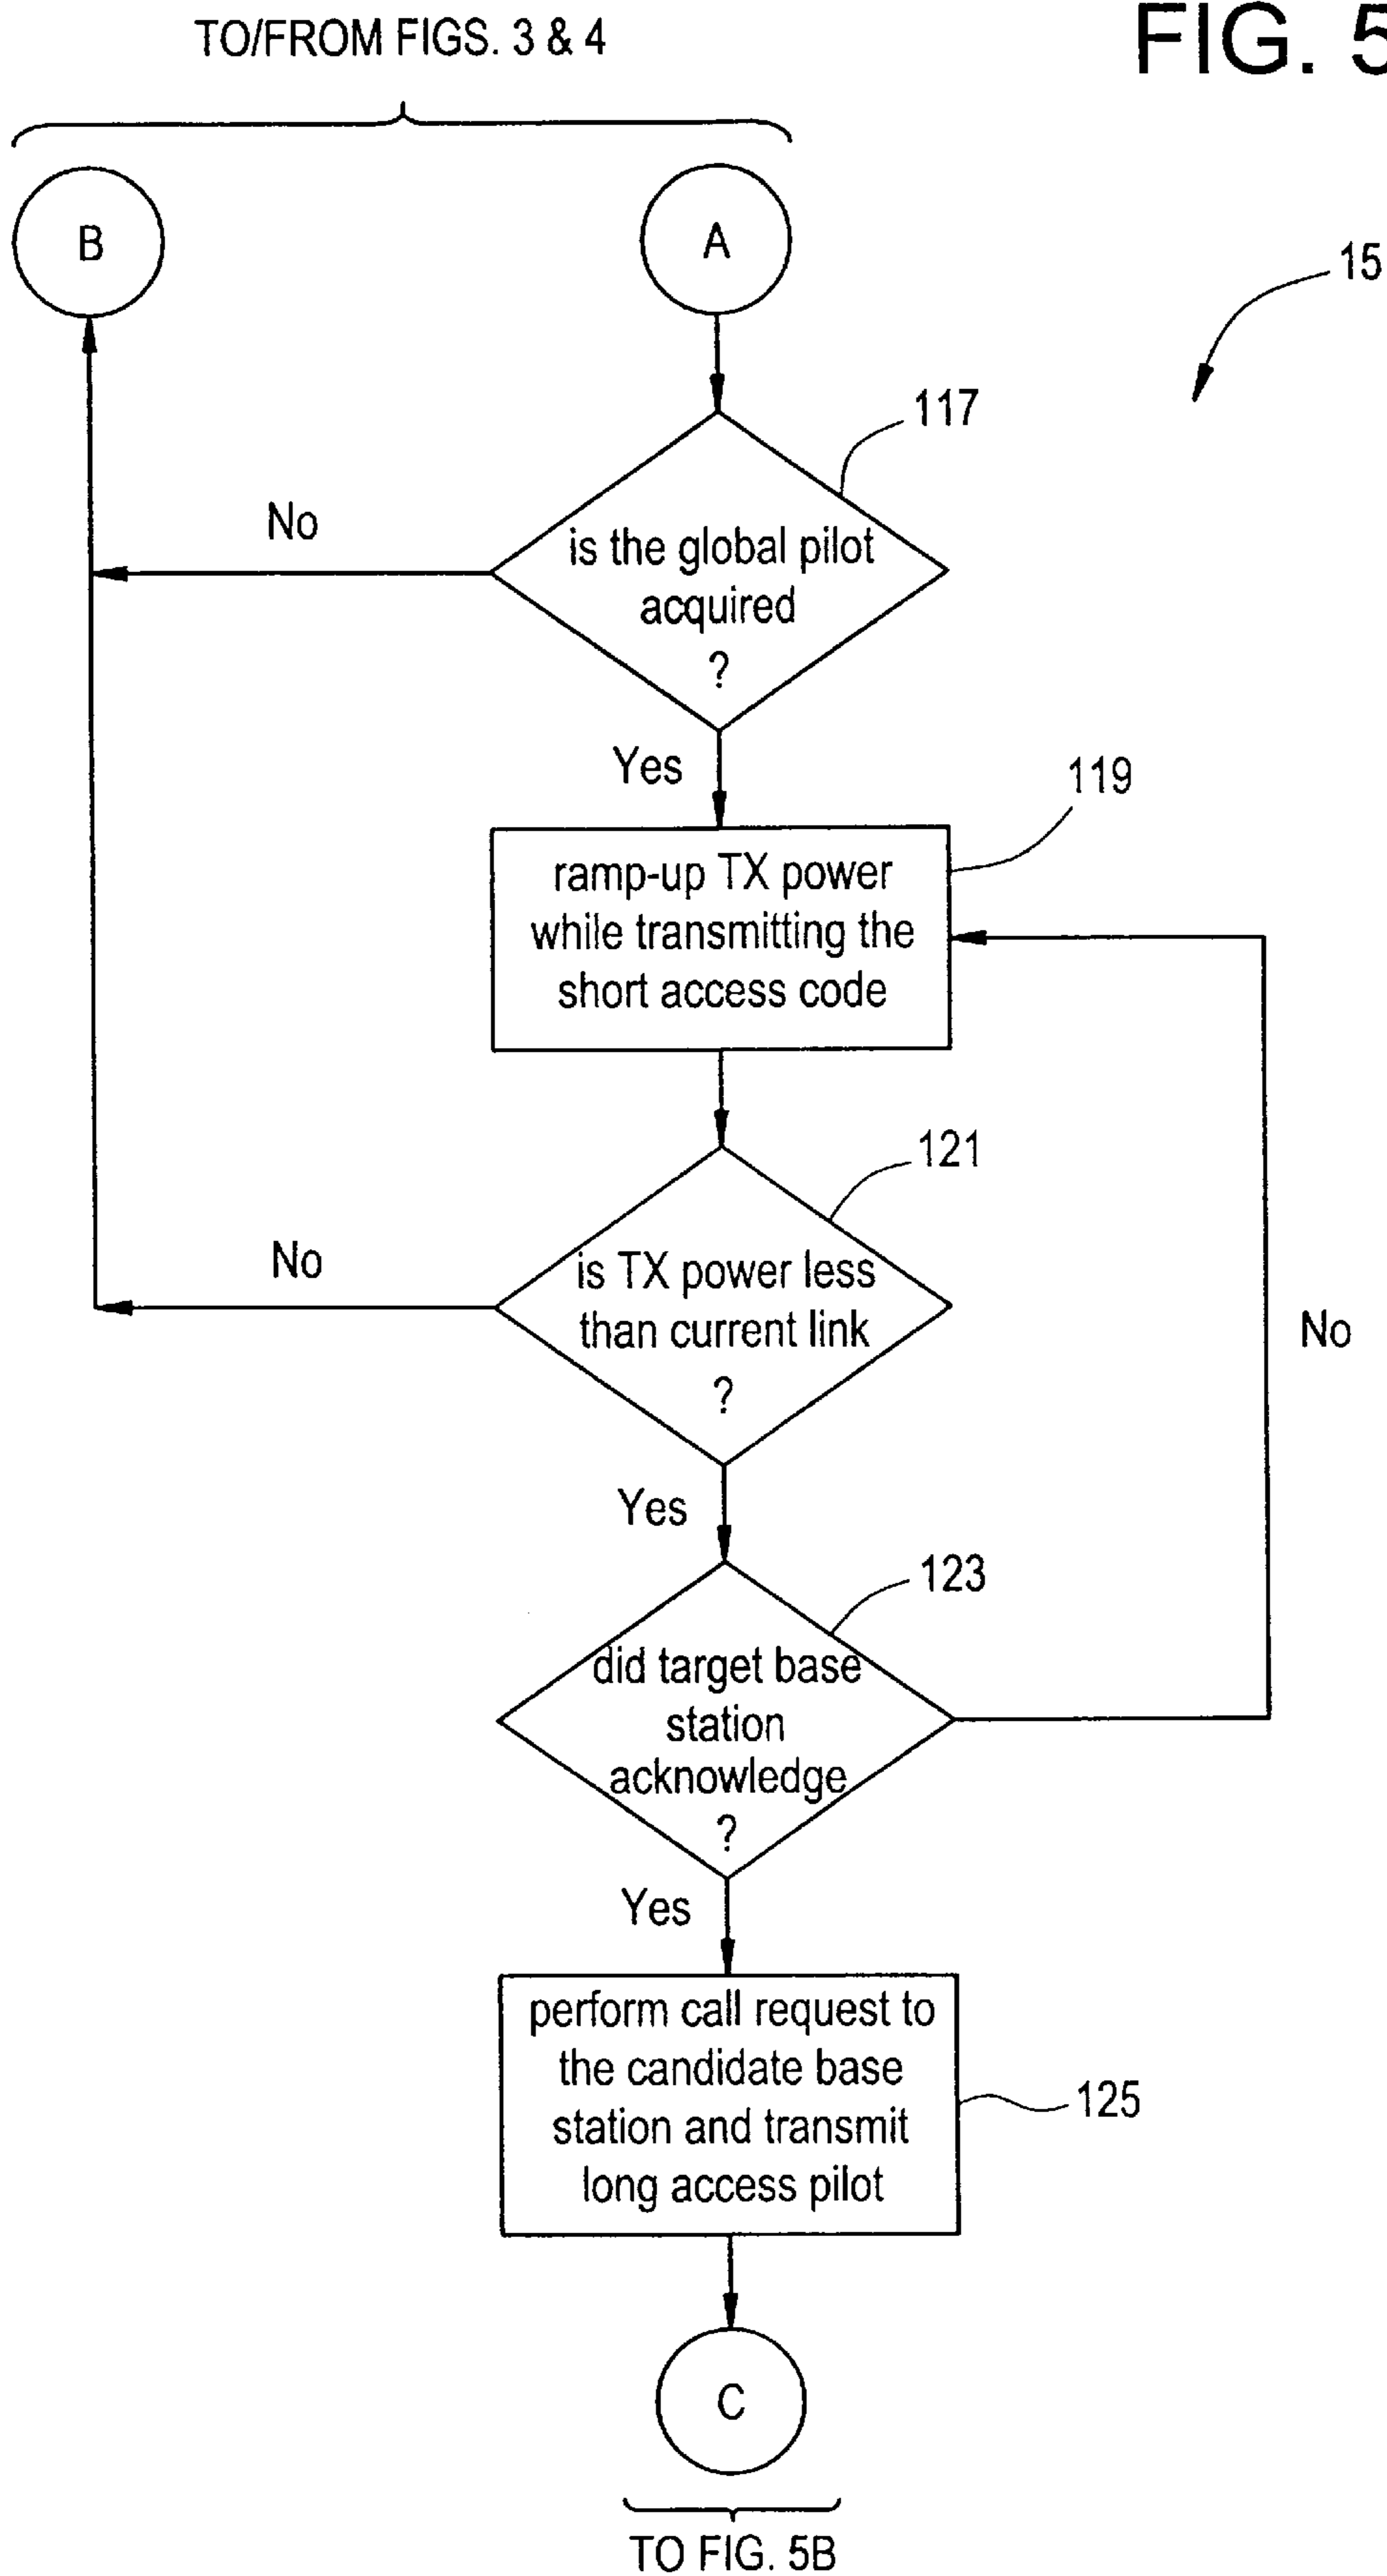 TO/FROM FIGS. 3 & 4
FIG. 5
B
A
15
117
No
is the global pilot
acquired
?
Yes
119
ramp-up TX power
while transmitting the
short access code
121
No
is TX power less
than current link
?
No
Yes
123
did target base
station
acknowledge
?
Yes
perform call request to
the candidate base
station and transmit
long access pilot
125
C
TO FIG. 5B